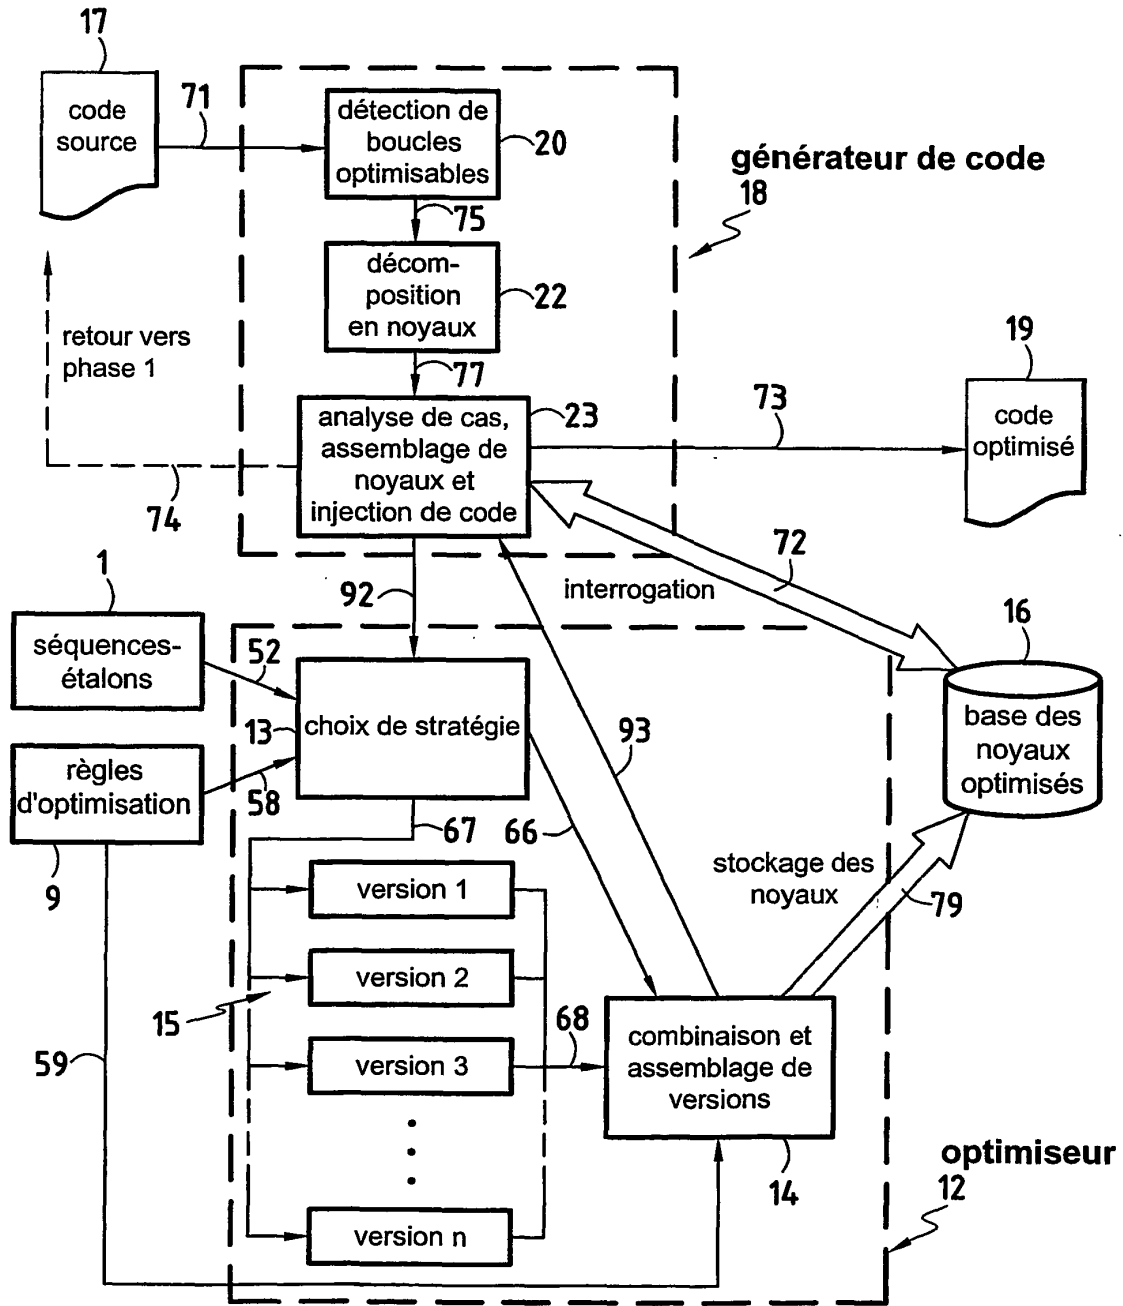 17
code
source
71
détection de
boucles
optimisables
20
générateur de code
18
75
décom-
position
en noyaux
22
retour vers
phase 1
77
19
analyse de cas,
assemblage de
noyaux et
injection de code
23
73
code
optimisé
74
72
interrogation
1
92
séquences-
étalons
52
16
13
choix de stratégie
93
base des
noyaux
optimisés
règles
d'optimisation
58
9
67
66
stockage des
noyaux
79
version 1
version 2
15
68
version 3
59
combinaison et
assemblage de
versions
14
optimiseur
12
version n